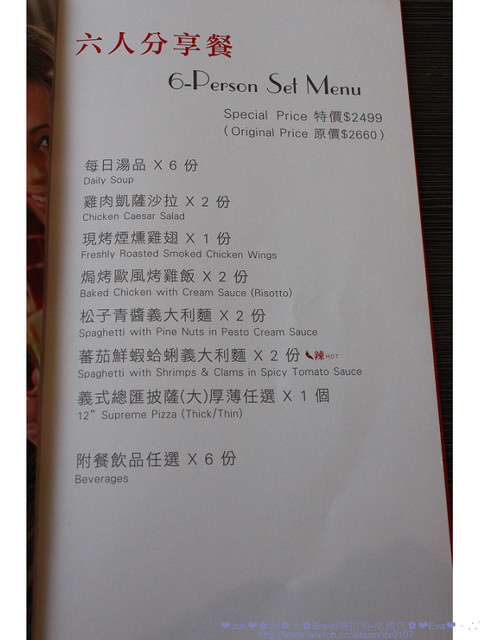 六人分享餐
6-Person Set Menu
Special Price 特價$2499
(Original Price 原價$2660)
每日湯品 X 6 份
Daily Soup
雞肉凱薩沙拉 X 2 份
Chicken Caesar Salad
現烤煙燻雞翅 X 1 份
Freshly Roasted Smoked Chicken Wings
焗烤歐風烤雞飯 X 2 份
Baked Chicken with Cream Sauce (Risotto)
松子青醬義大利麵 X 2 份
Spaghetti with Pine Nuts in Pesto Cream Sauce
蕃茄鮮蝦蛤蜊義大利麵 X 2 份 辣HOT
Spaghetti with Shrimps & Clams in Spicy Tomato Sauce
義式總匯披薩(大)厚薄任選 X 1 個
12" Supreme Pizza (Thick/Thin)
附餐飲品任選 X 6 份
Beverages